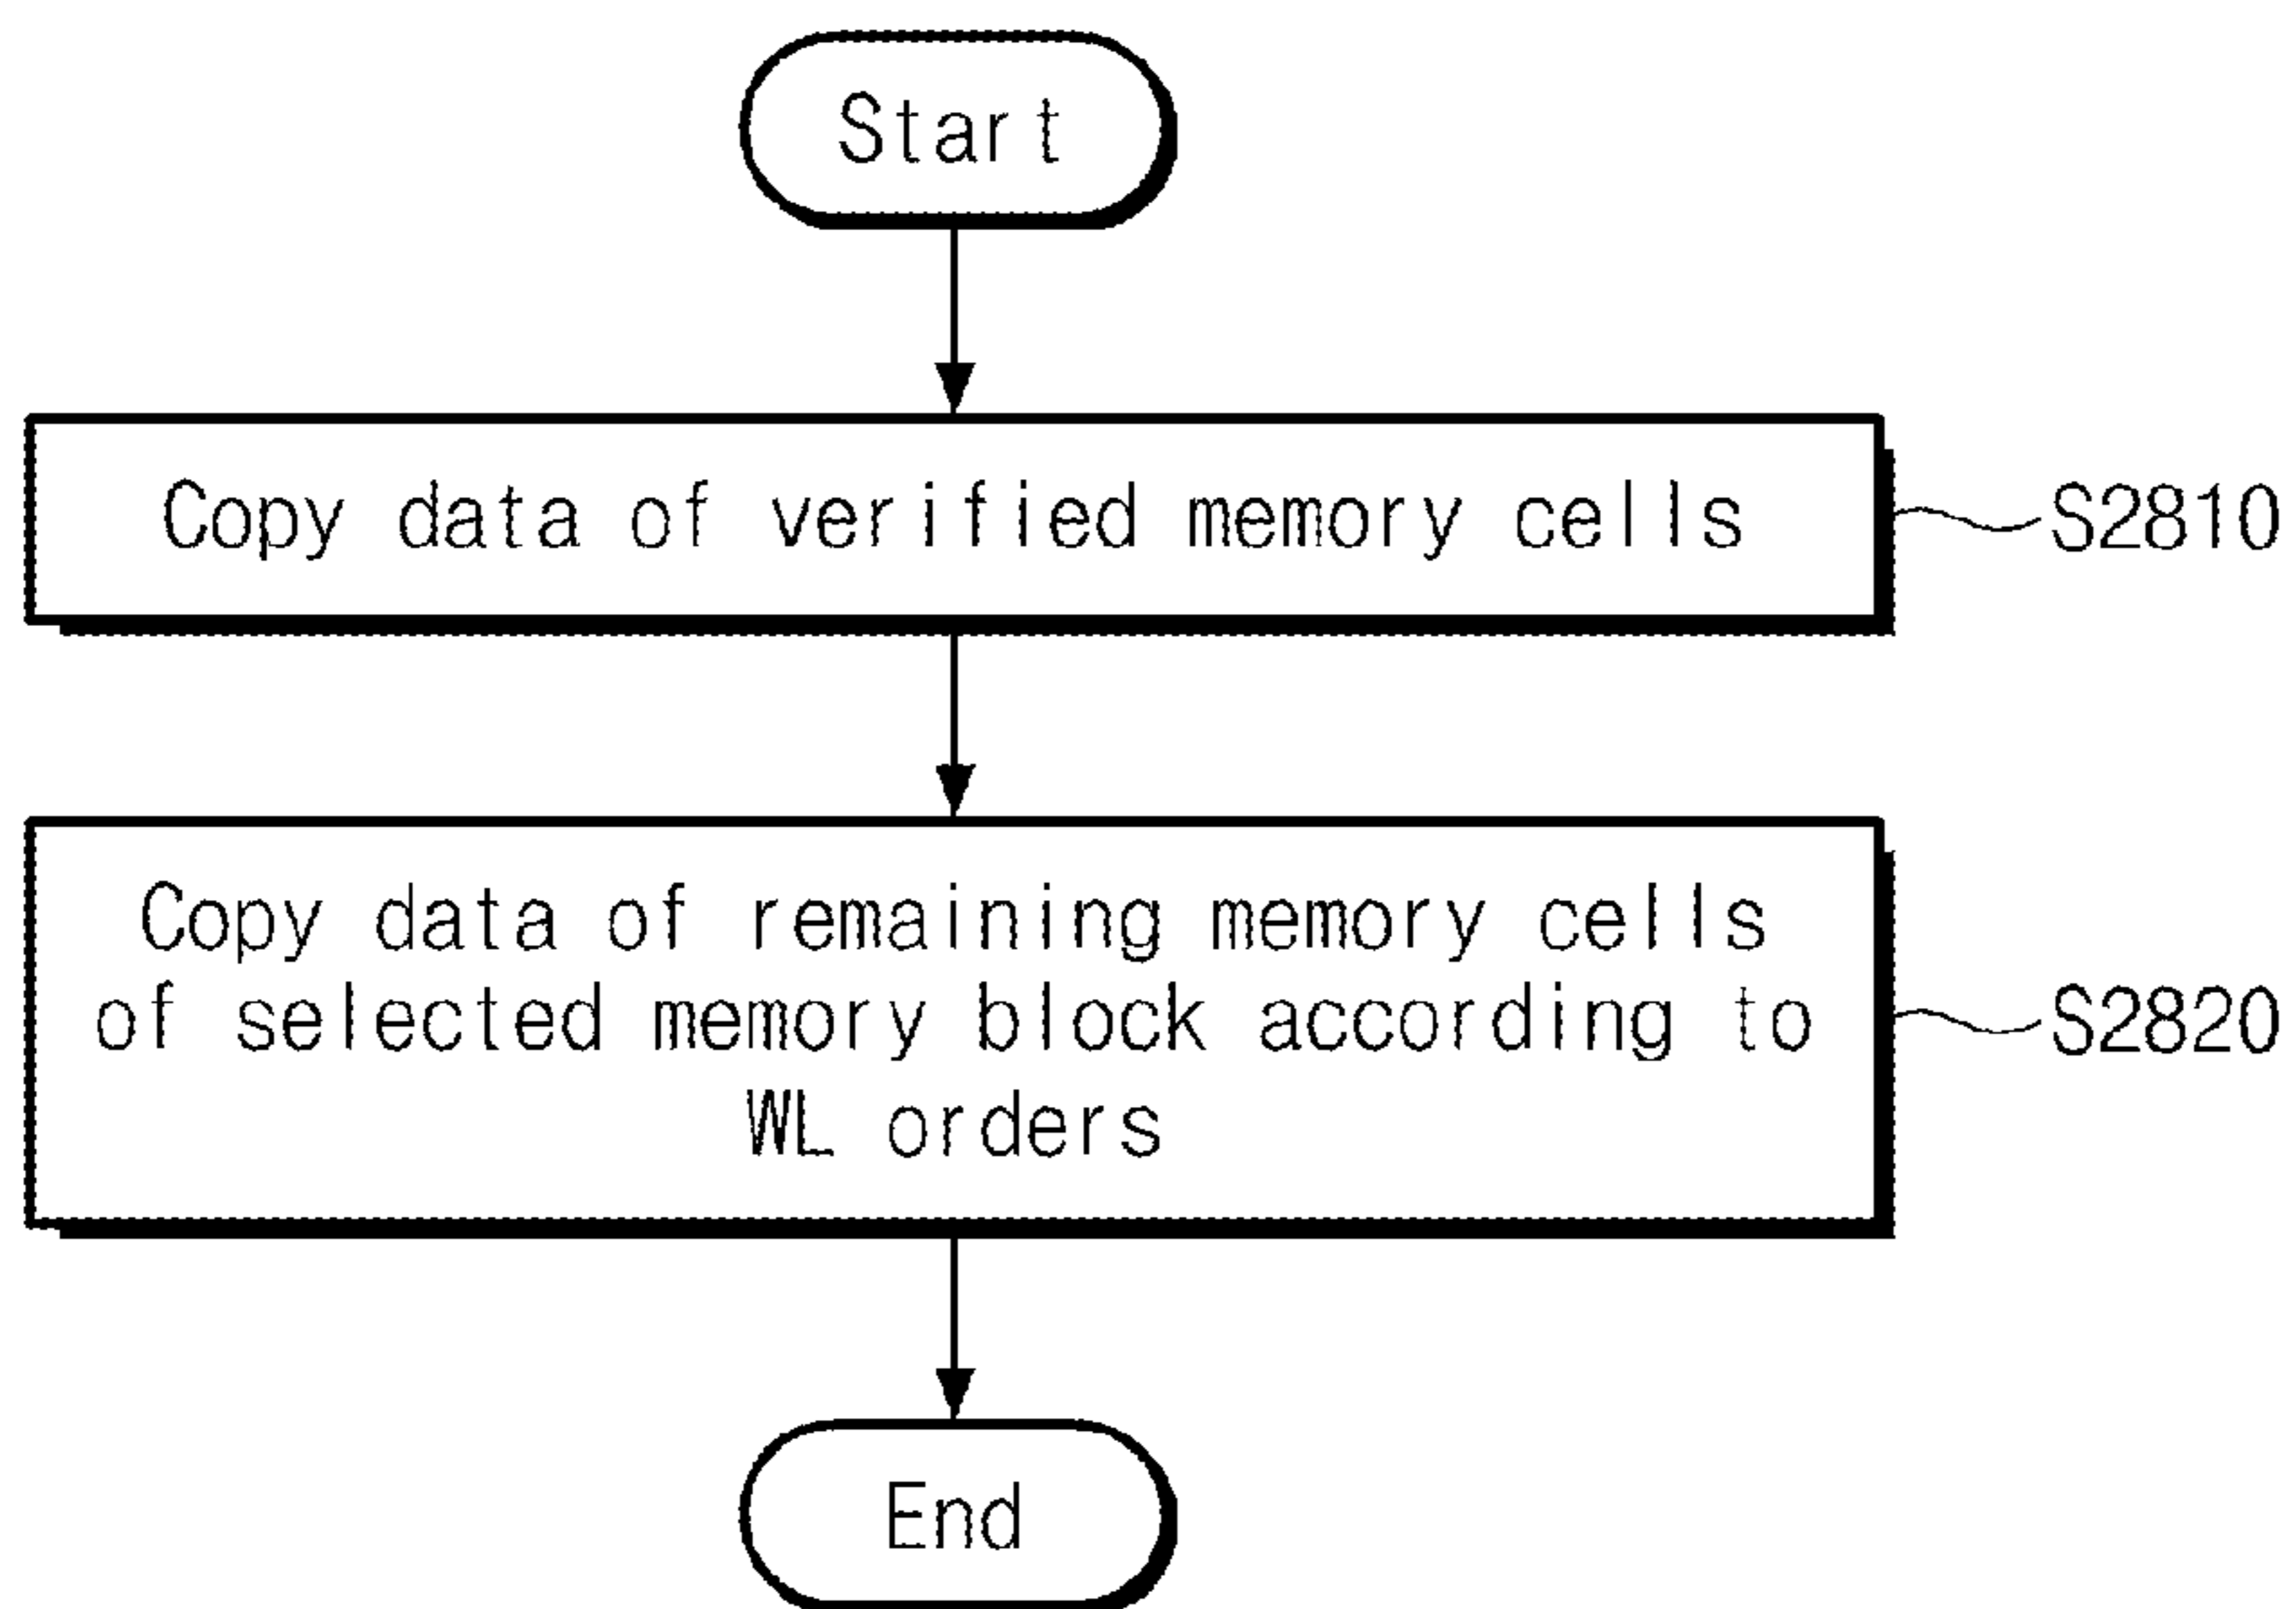 Start
Copy data of verified memory cells
S2810
Copy data of remaining memory cells
of selected memory block according to
S2820
WL orders
End